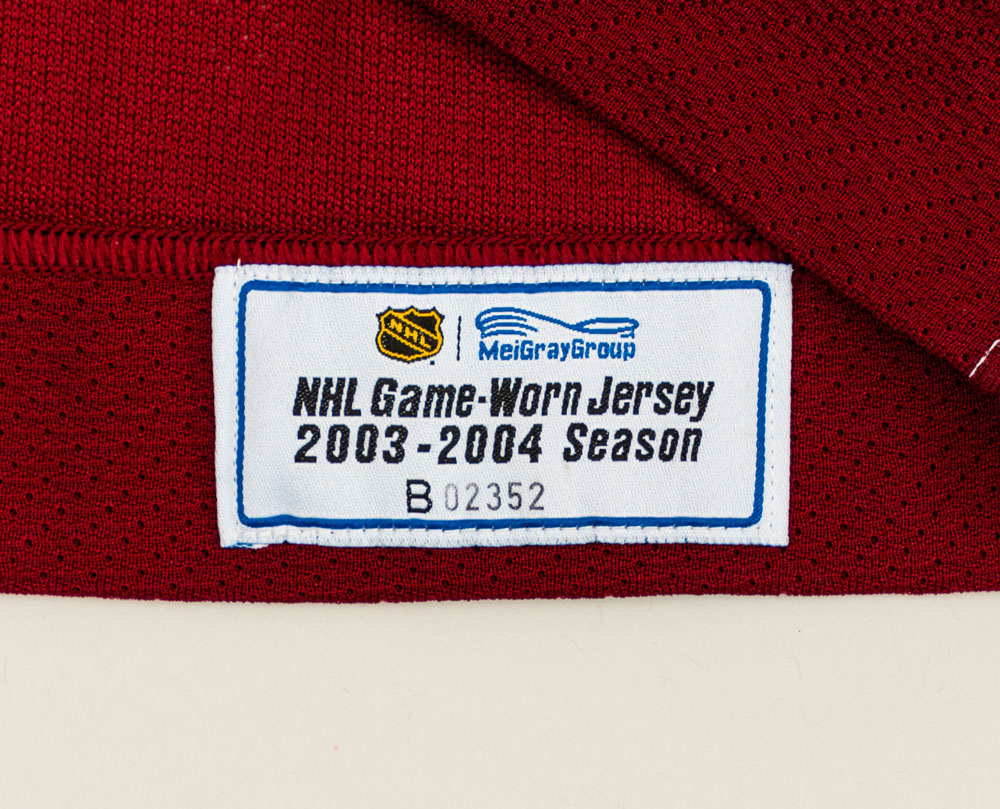 NHL | MeiGrayGroup
NHL Game-Worn Jersey
2003-2004 Season
B 02352